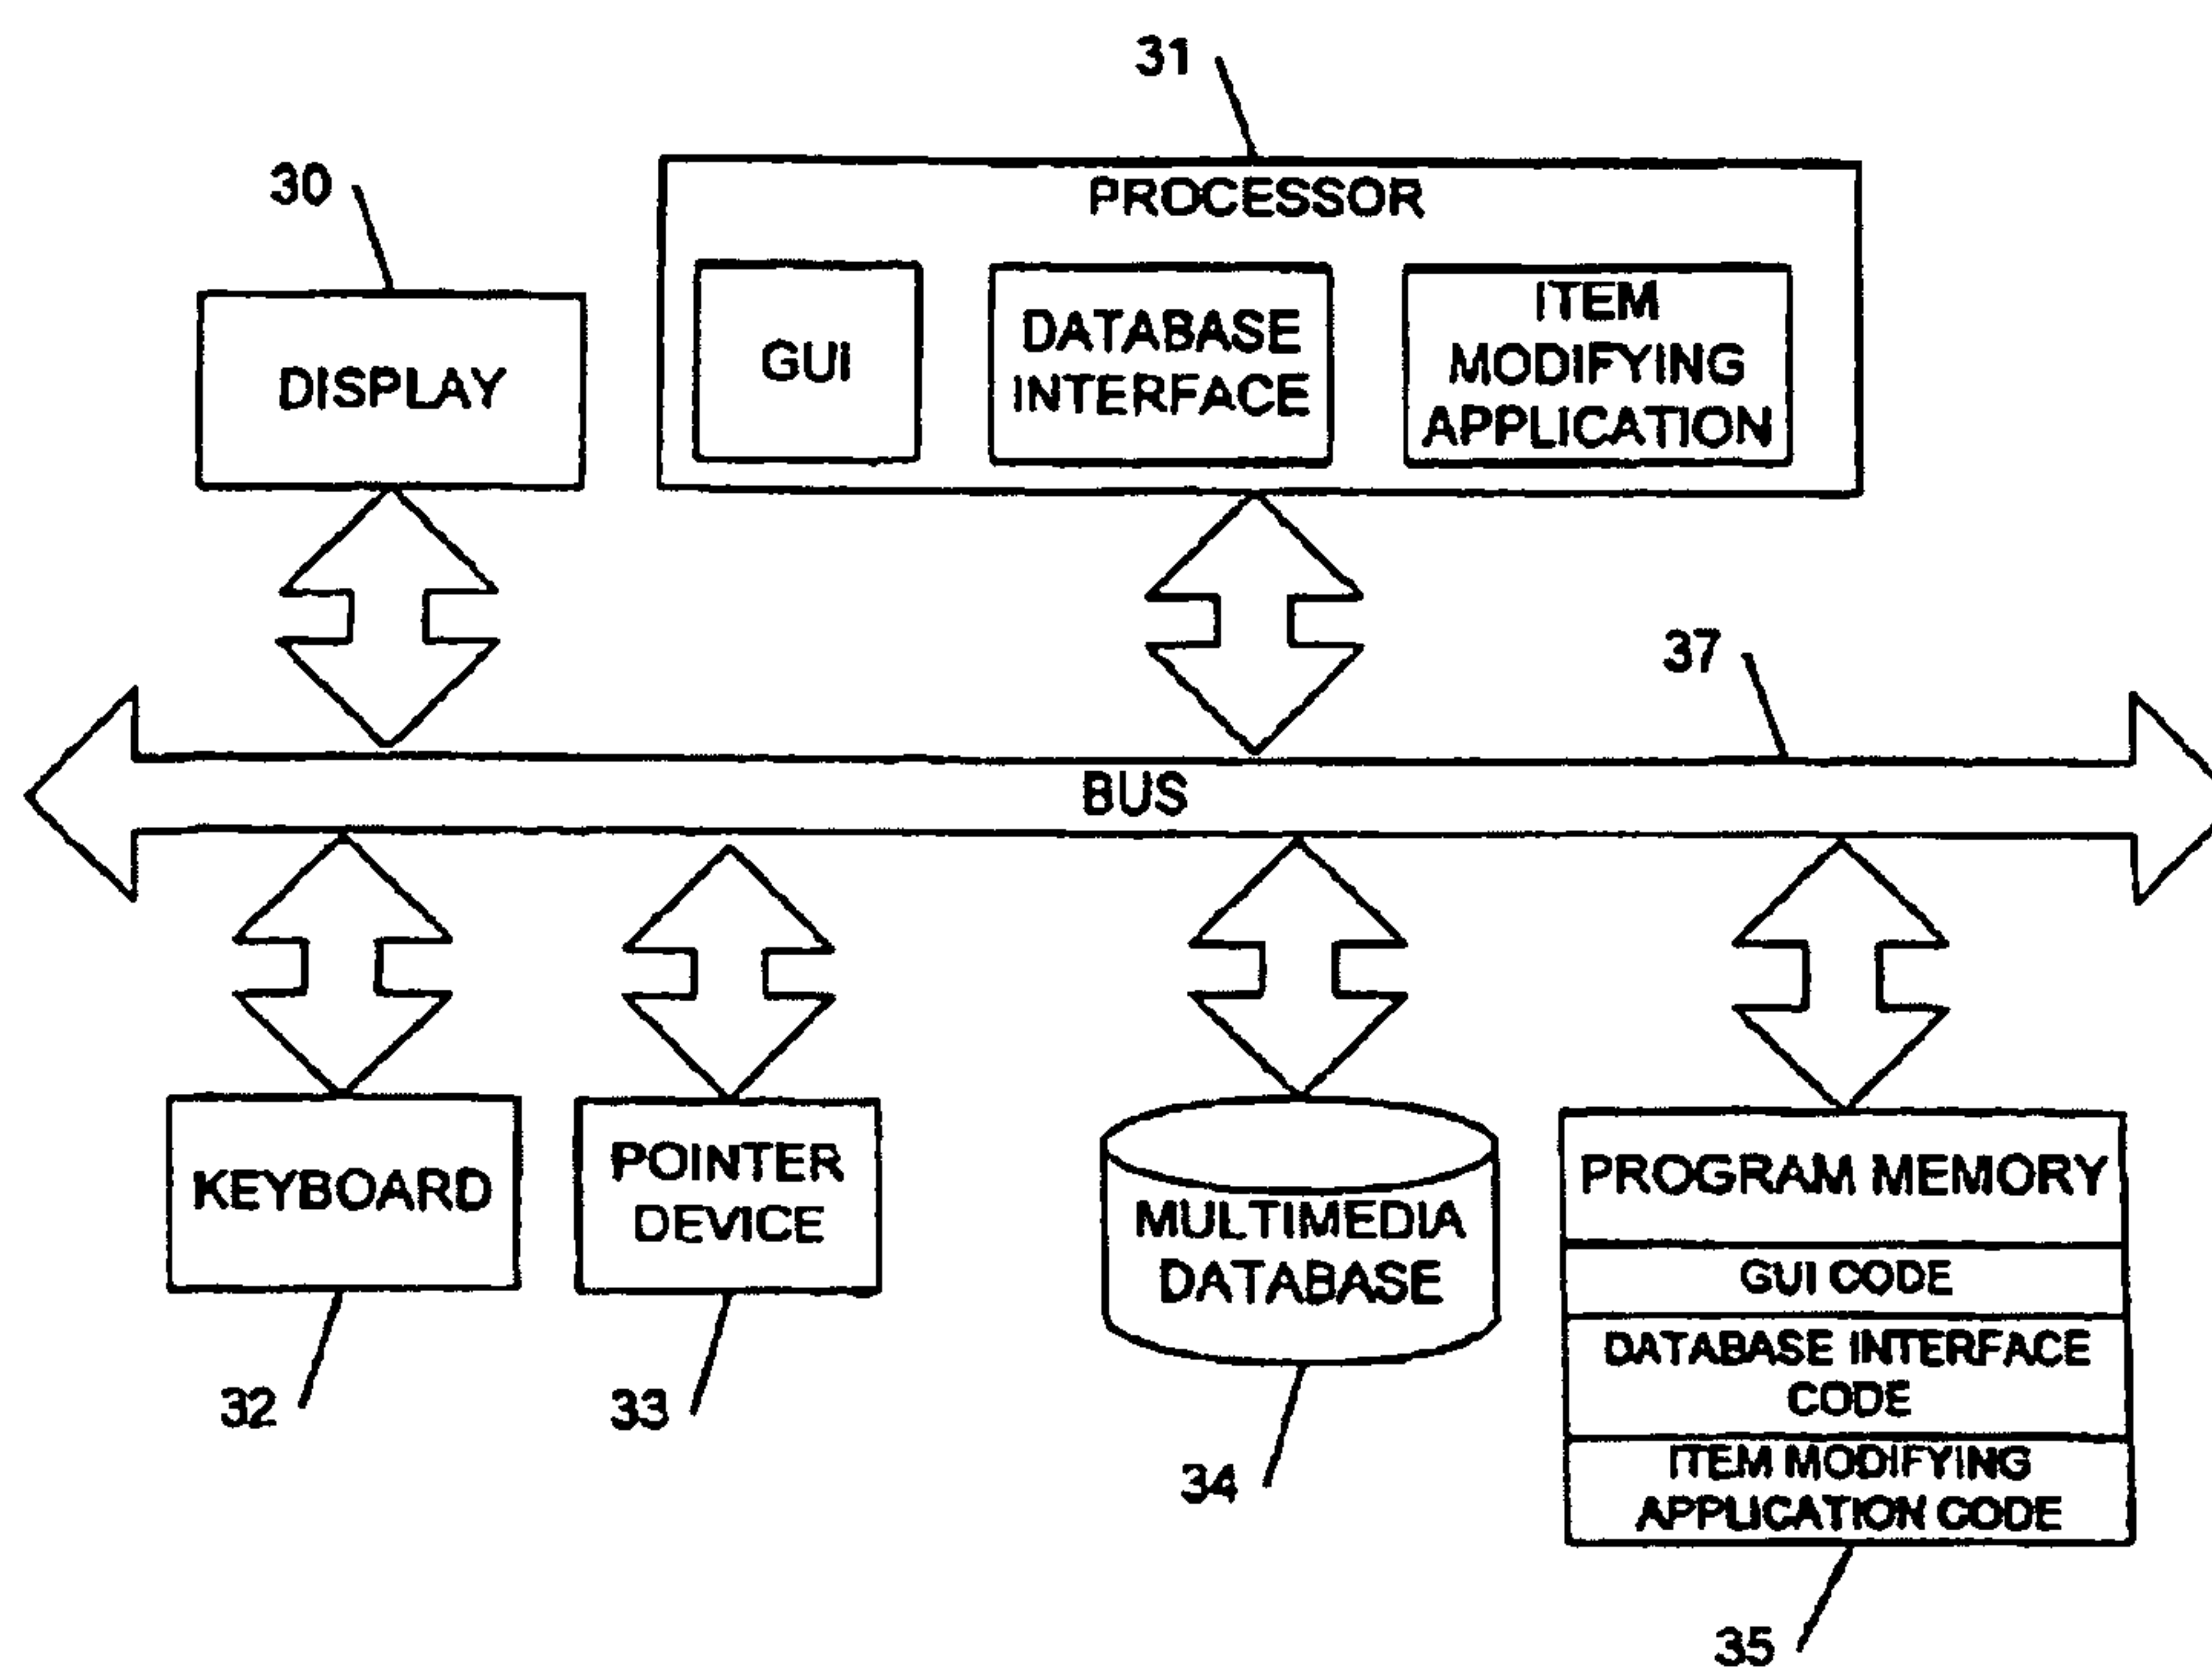 31
30
PROCESSOR
GUI
DATABASE
INTERFACE
ITEM
MODIFYING
APPLICATION
DISPLAY
37
BUS
KEYBOARD
POINTER
DEVICE
MULTIMEDIA
DATABASE
PROGRAM MEMORY
GUI CODE
DATABASE INTERFACE
CODE
ITEM MODIFYING
APPLICATION CODE
32
33
34
35